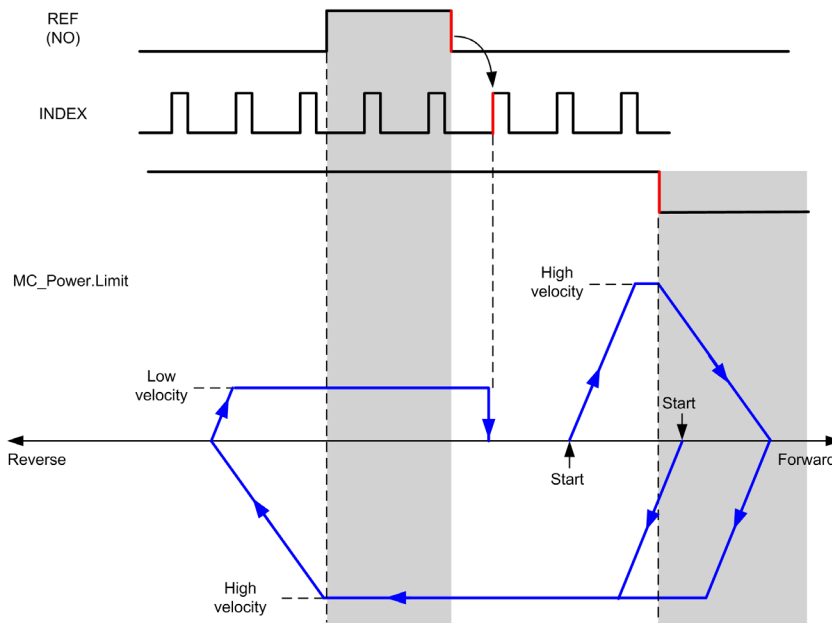 REF
(NO)
INDEX
MC_Power.Limit
High
velocity
Low
velocity
Start
Reverse
Forward
Start
High
velocity